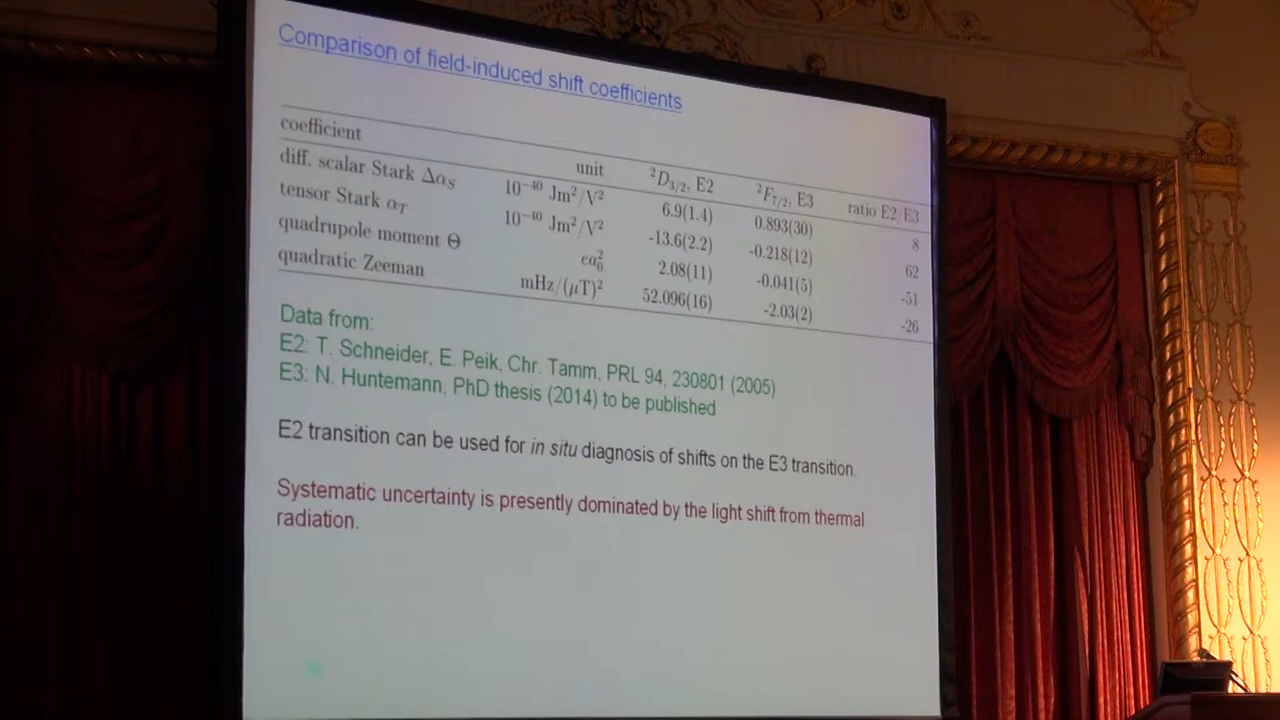 Comparison of field-induced shift coefficients
coefficient unit ²D₃/₂, E2 ²F₇/₂, E3 ratio E2/E3
diff. scalar Stark Δα_S 10⁻⁴⁰ Jm²/V² 6.9(1.4) 0.893(30) 8
tensor Stark α_T 10⁻⁴⁰ Jm²/V² -13.6(2.2) -0.218(12) 62
quadrupole moment Θ ea₀² 2.08(11) -0.041(5) -51
quadratic Zeeman mHz/(μT)² 52.096(16) -2.03(2) -26
Data from:
E2: T. Schneider, E. Peik, Chr. Tamm, PRL 94, 230801 (2005)
E3: N. Huntemann, PhD thesis (2014) to be published
E2 transition can be used for in situ diagnosis of shifts on the E3 transition.
Systematic uncertainty is presently dominated by the light shift from thermal
radiation.